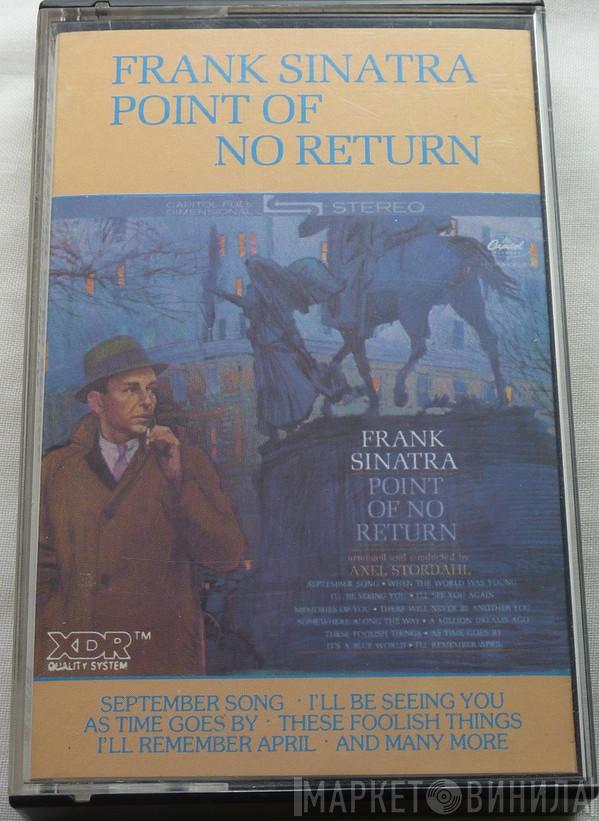 FRANK SINATRA
POINT OF
NO RETURN
CAPITOL FULL
DIMENSIONAL
STEREO
Capitol
FRANK
SINATRA
POINT
OF NO
RETURN
arranged and conducted by
AXEL STORDAHL
SEPTEMBER SONG • WHEN THE WORLD WAS YOUNG
I'LL BE SEEING YOU • I'LL SEE YOU AGAIN
MEMORIES OF YOU • THERE WILL NEVER BE ANOTHER YOU
SOMEWHERE ALONG THE WAY • A MILLION DREAMS AGO
THESE FOOLISH THINGS • AS TIME GOES BY
IT'S A BLUE WORLD • I'LL REMEMBER APRIL
XDR™
QUALITY SYSTEM
SEPTEMBER SONG · I'LL BE SEEING YOU
AS TIME GOES BY · THESE FOOLISH THINGS
I'LL REMEMBER APRIL · AND MANY MORE
МАРКЕТ ВИНИЛА